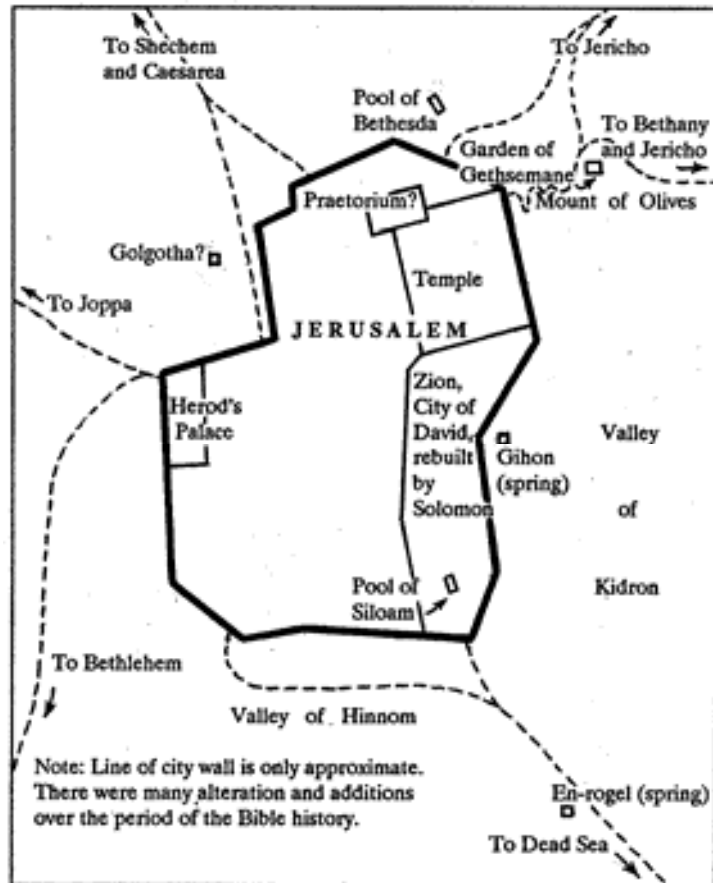 To Shechem
and Caesarea
To Jericho
Pool of
Bethesda
To Bethany
and Jericho
Garden of
Gethsemane
Mount of Olives
Praetorium?
Golgotha?
Temple
To Joppa
JERUSALEM
Herod's
Palace
Zion,
City of
David,
rebuilt
by
Solomon
Gihon
(spring)
Valley
of
Kidron
Pool of
Siloam
To Bethlehem
Valley of Hinnom
Note: Line of city wall is only approximate.
There were many alteration and additions
over the period of the Bible history.
En-rogel (spring)
To Dead Sea